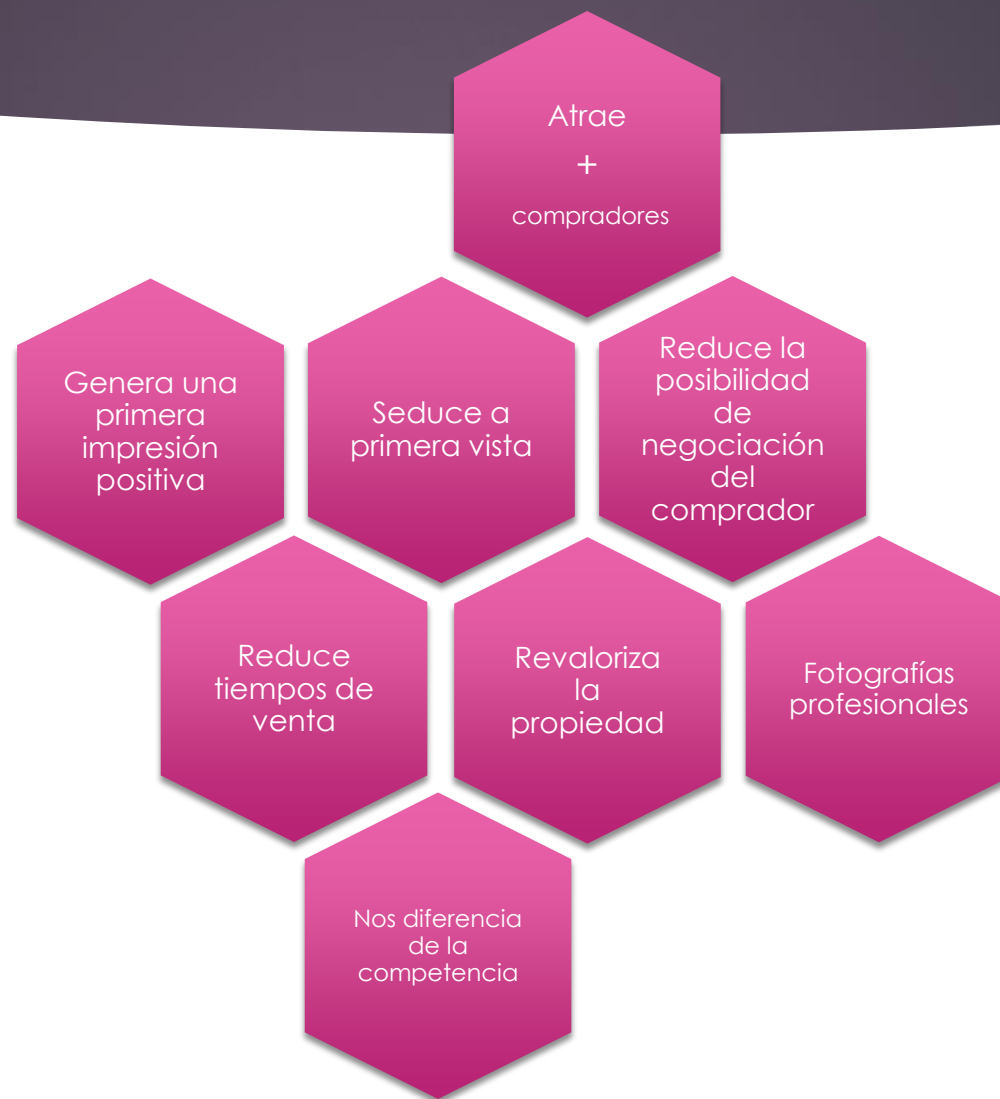 Atrae
+
compradores
Genera una
primera
impresión
positiva
Seduce a
primera vista
Reduce la
posibilidad
de
negociación
del
comprador
Reduce
tiempos de
venta
Revaloriza
la
propiedad
Fotografías
profesionales
Nos diferencia
de la
competencia